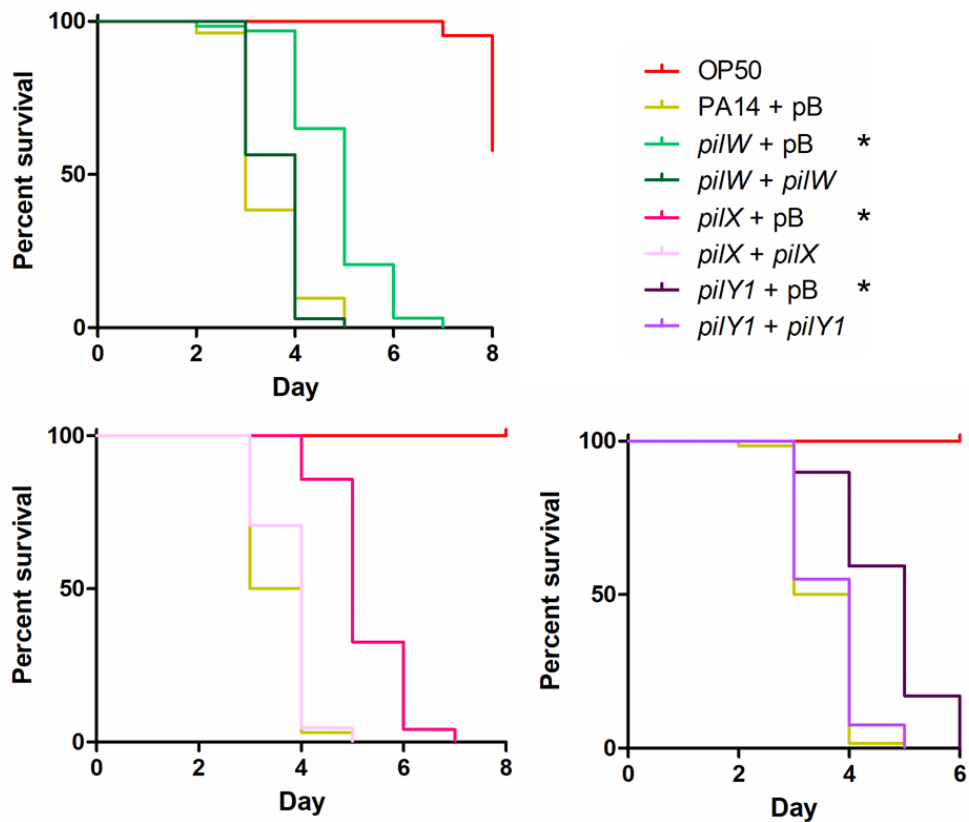 100
50
0
Percent survival
0 2 4 6 8
Day
OP50
PA14 + pB
pilW + pB *
pilW + pilW
pilX + pB *
pilX + pilX
pilY1 + pB *
pilY1 + pilY1
100
50
0
Percent survival
0 2 4 6 8
Day
100
50
0
Percent survival
0 2 4 6
Day